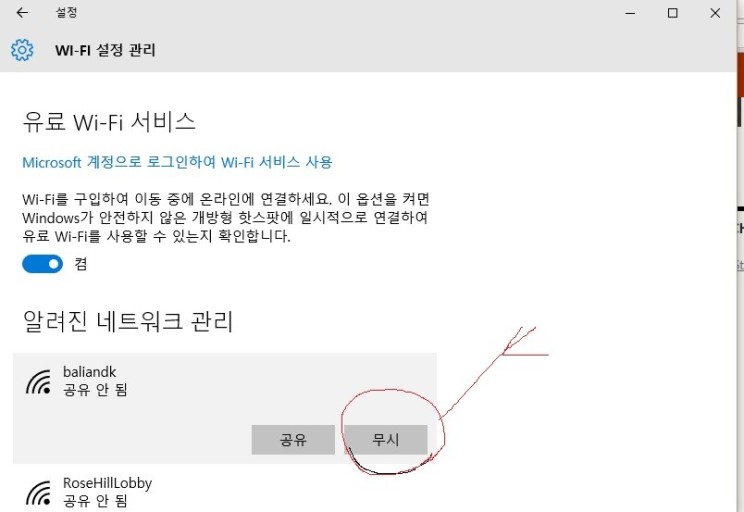 설정
WI-FI 설정 관리
유료 Wi-Fi 서비스
Microsoft 계정으로 로그인하여 Wi-Fi 서비스 사용
Wi-Fi를 구입하여 이동 중에 온라인에 연결하세요. 이 옵션을 켜면
Windows가 안전하지 않은 개방형 핫스팟에 일시적으로 연결하여
유료 Wi-Fi를 사용할 수 있는지 확인합니다.
켬
알려진 네트워크 관리
baliandk
공유 안 됨
공유 무시
RoseHillLobby
공유 안 됨